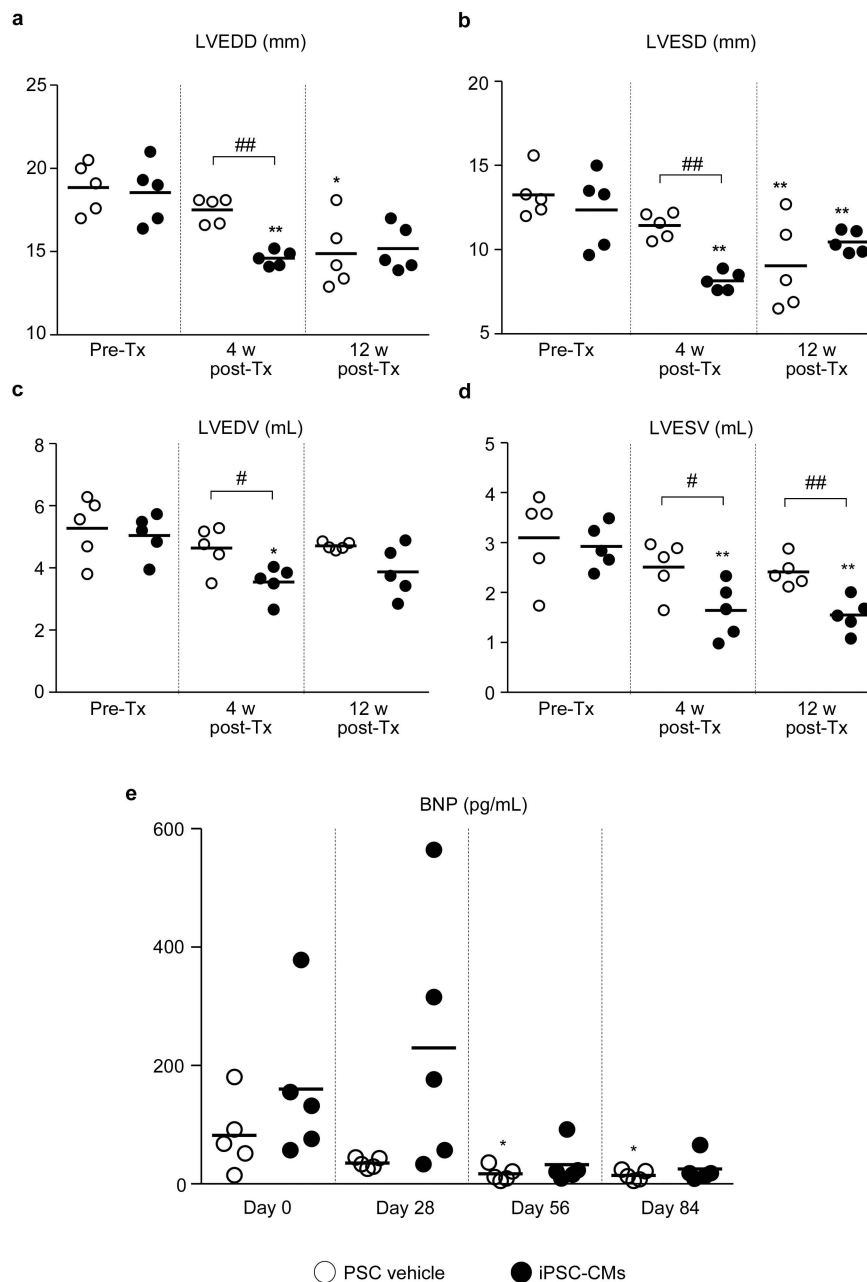 a
LVEDD (mm)
25
20
15
10
##
**
*
Pre-Tx
4 w
post-Tx
12 w
post-Tx
b
LVESD (mm)
20
15
10
5
##
**
**
**
Pre-Tx
4 w
post-Tx
12 w
post-Tx
c
LVEDV (mL)
8
6
4
2
0
#
*
Pre-Tx
4 w
post-Tx
12 w
post-Tx
d
LVESV (mL)
5
4
3
2
1
0
#
**
##
**
Pre-Tx
4 w
post-Tx
12 w
post-Tx
e
BNP (pg/mL)
600
400
200
0
*
*
Day 0
Day 28
Day 56
Day 84
PSC vehicle
iPSC-CMs